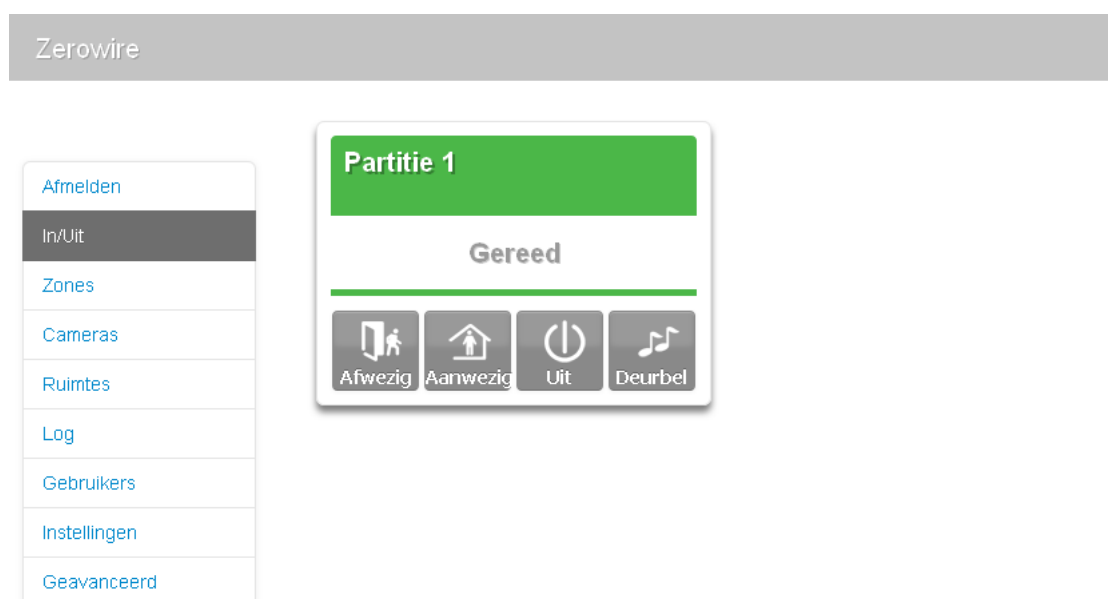 Zerowire
Afmelden
In/Uit
Zones
Cameras
Ruimtes
Log
Gebruikers
Instellingen
Geavanceerd
Partitie 1
Gereed
Afwezig
Aanwezig
Uit
Deurbel